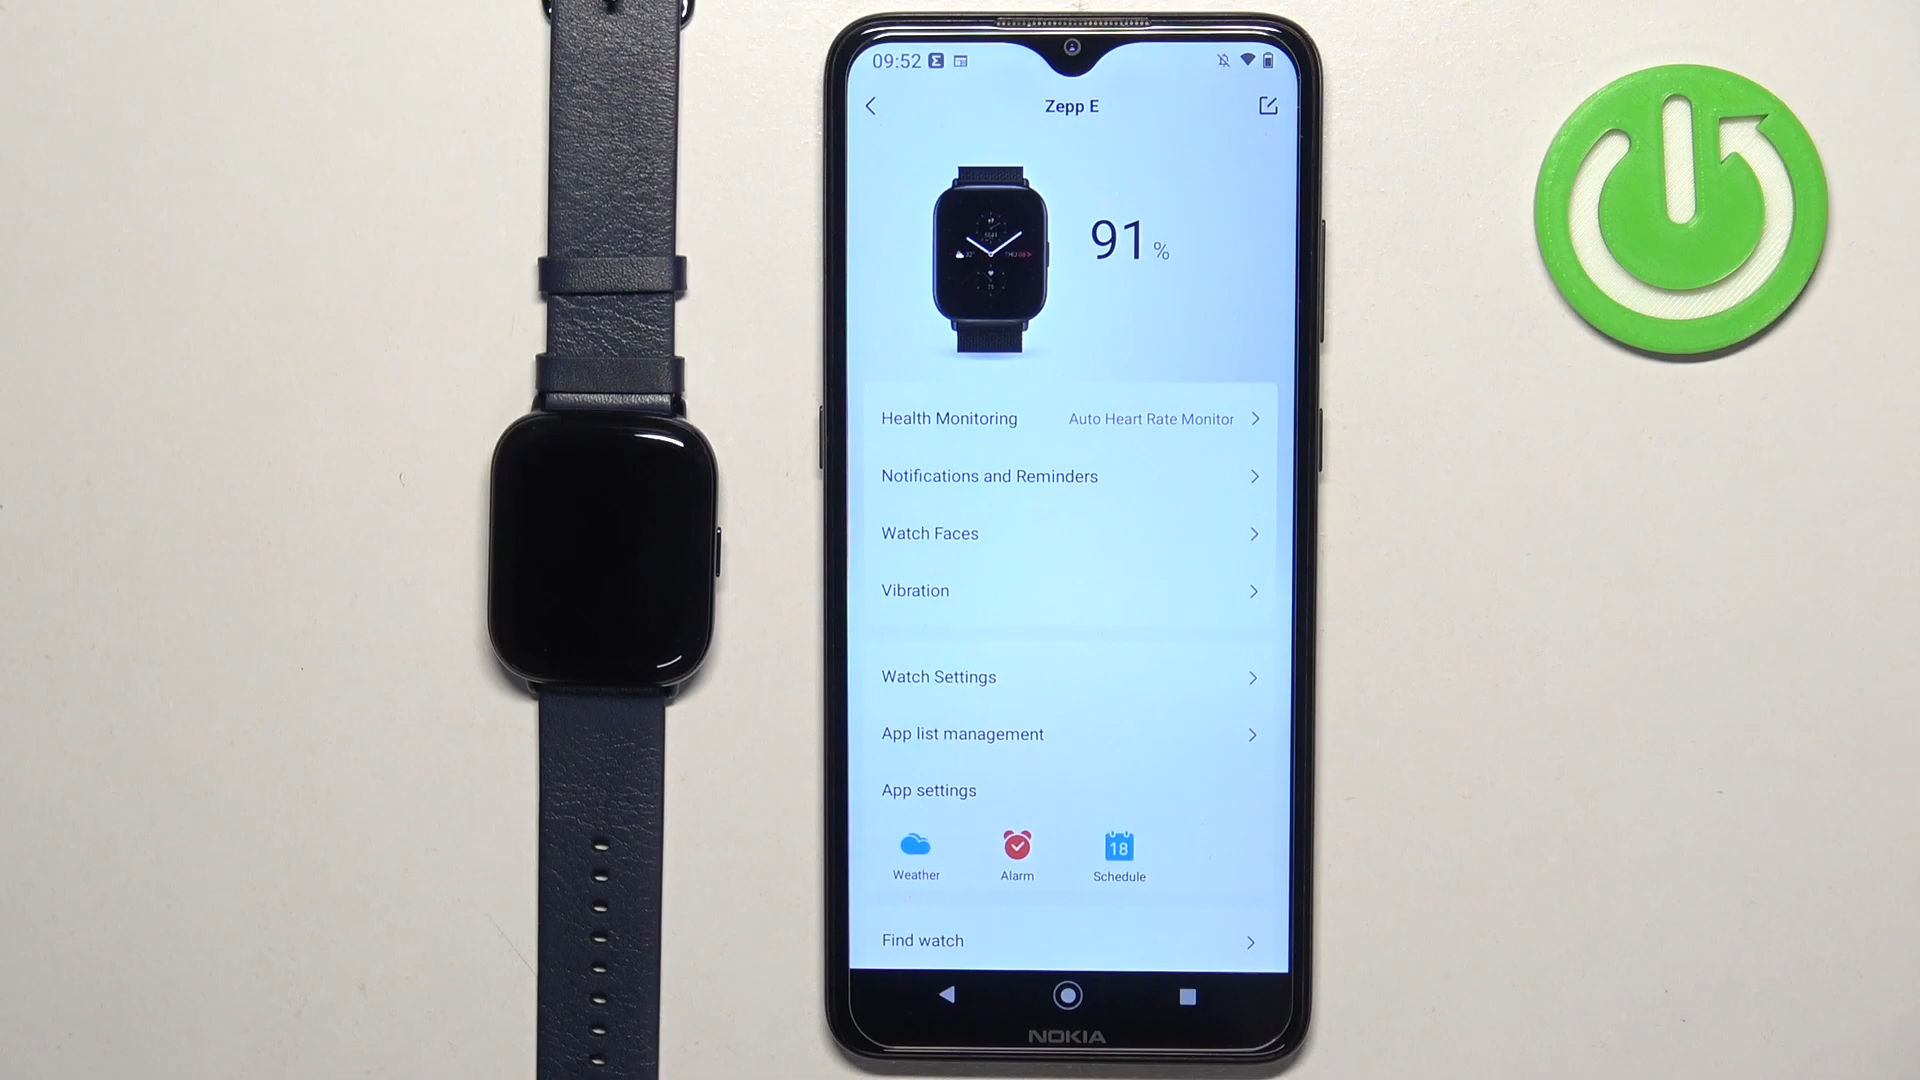 09:52
Zepp E
91 %
Health Monitoring Auto Heart Rate Monitor
Notifications and Reminders
Watch Faces
Vibration
Watch Settings
App list management
App settings
18
Weather Alarm Schedule
Find watch
NOKIA